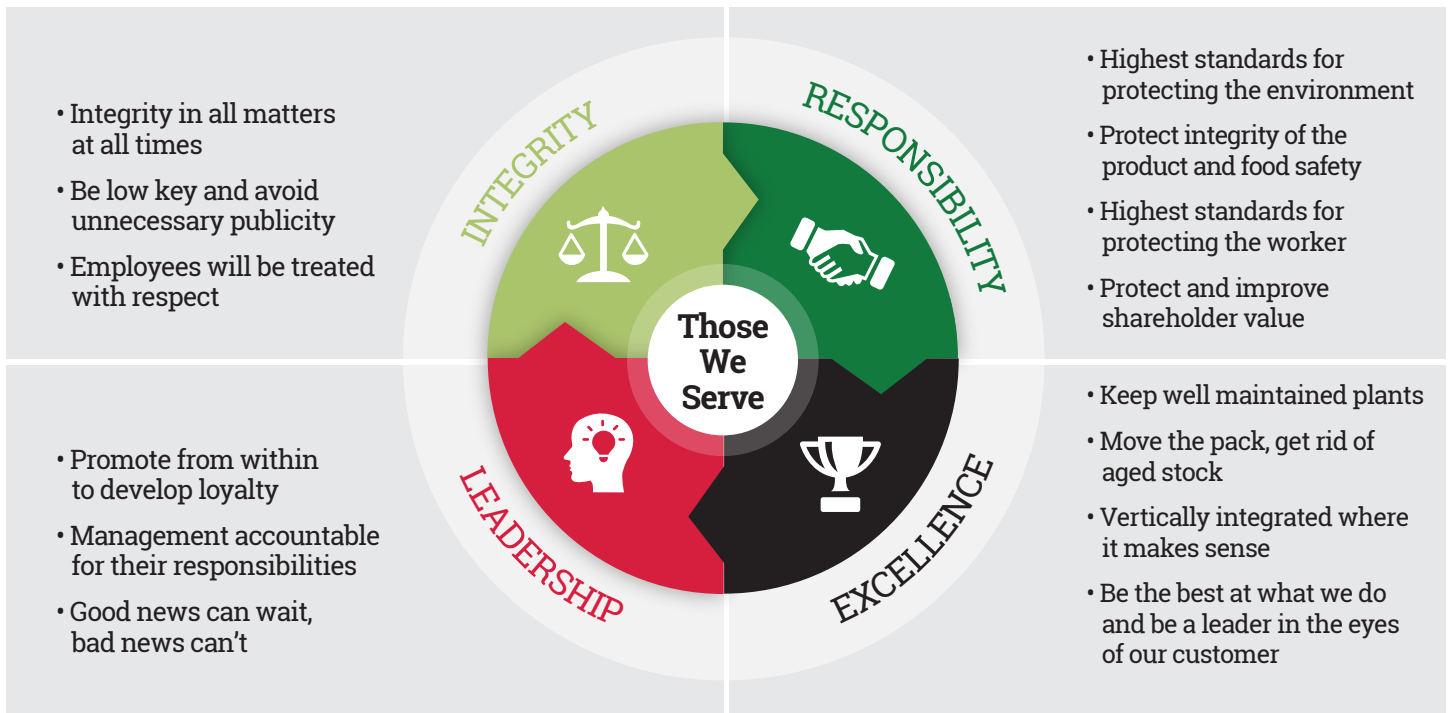 INTEGRITY
• Integrity in all matters
at all times
• Be low key and avoid
unnecessary publicity
• Employees will be treated
with respect
RESPONSIBILITY
• Highest standards for
protecting the environment
• Protect integrity of the
product and food safety
• Highest standards for
protecting the worker
• Protect and improve
shareholder value
Those
We
Serve
LEADERSHIP
• Promote from within
to develop loyalty
• Management accountable
for their responsibilities
• Good news can wait,
bad news can’t
EXCELLENCE
• Keep well maintained plants
• Move the pack, get rid of
aged stock
• Vertically integrated where
it makes sense
• Be the best at what we do
and be a leader in the eyes
of our customer